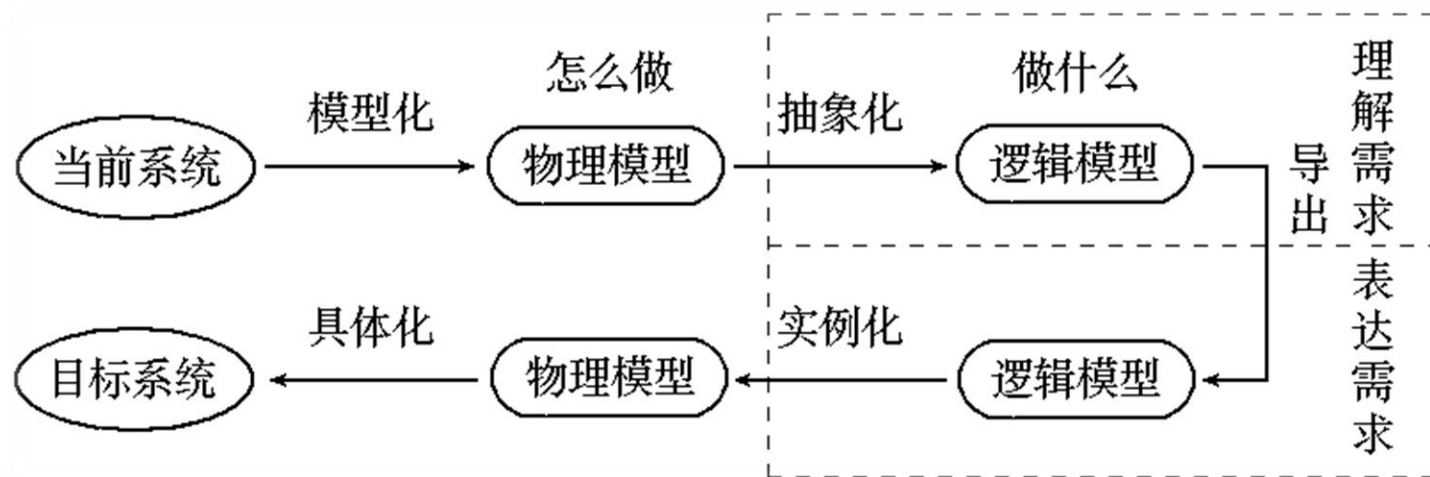 怎么做
做什么
模型化
抽象化
当前系统
物理模型
逻辑模型
导出
理解需求
具体化
实例化
目标系统
物理模型
逻辑模型
表达需求